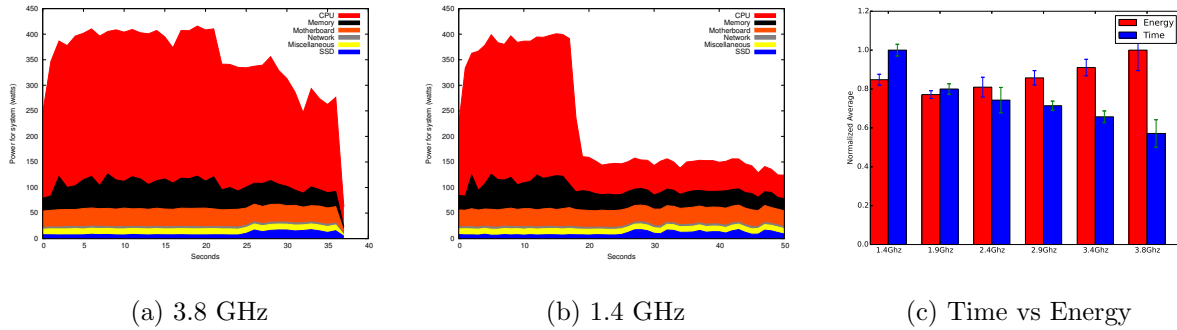 450
400
350
300
250
200
150
100
50
0
0 5 10 15 20 25 30 35 40
Power for system (watts)
Seconds
CPU
Memory
Motherboard
Network
Miscellaneous
SSD
(a) 3.8 GHz
450
400
350
300
250
200
150
100
50
0
0 10 20 30 40 50
Power for system (watts)
Seconds
CPU
Memory
Motherboard
Network
Miscellaneous
SSD
(b) 1.4 GHz
1.2
1.0
0.8
0.6
0.4
0.2
0.0
Normalized Average
Energy
Time
1.4Ghz 1.9Ghz 2.4Ghz 2.9Ghz 3.4Ghz 3.8Ghz
(c) Time vs Energy